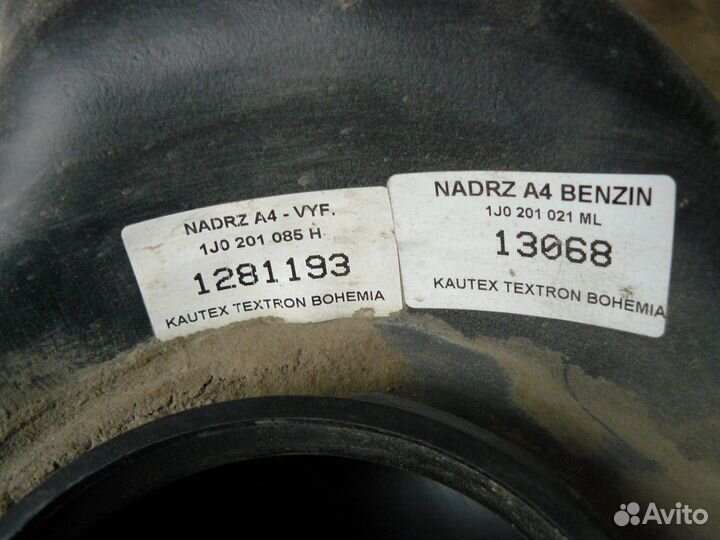 NADRZ A4 - VYF.
1J0 201 085 H
1281193
KAUTEX TEXTRON BOHEMIA
NADRZ A4 BENZIN
1J0 201 021 ML
13068
KAUTEX TEXTRON BOHEMIA
Avito